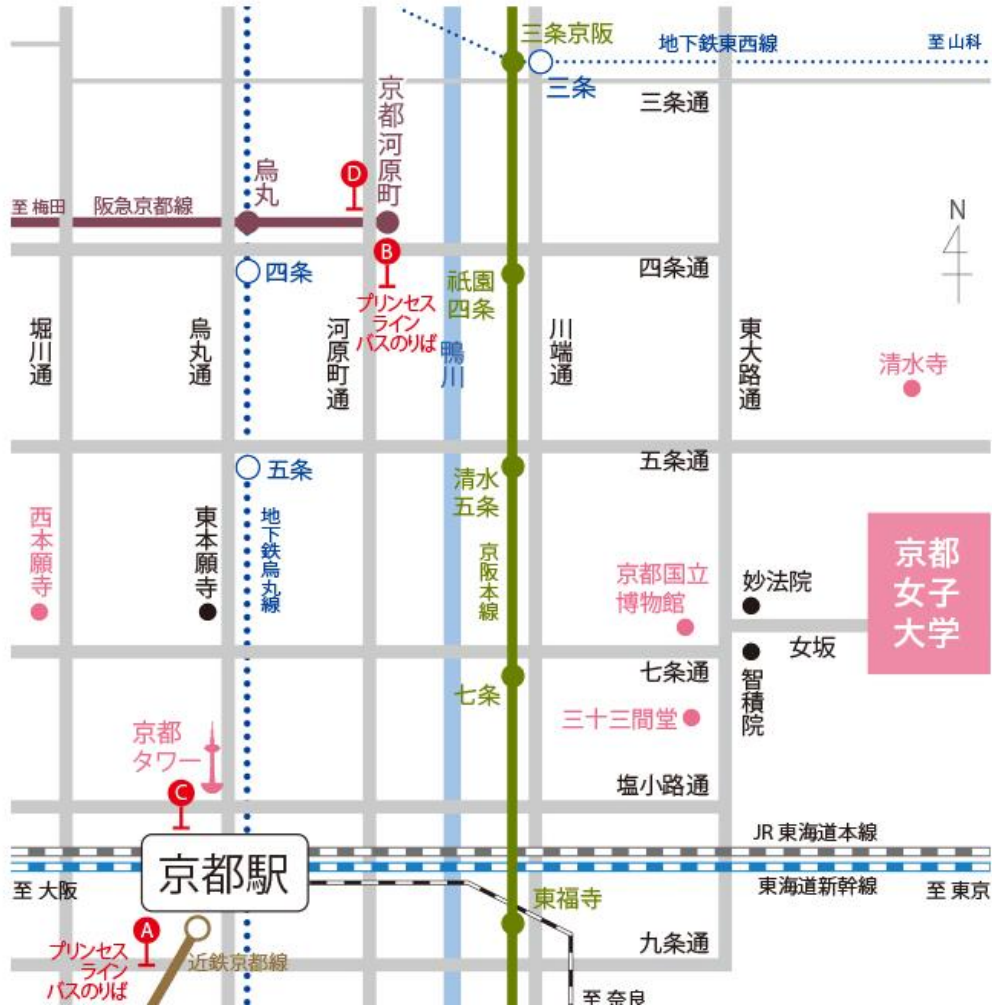 三条京阪
地下鉄東西線
至 山科
三条
三条通
京都河原町
D
烏丸
至 梅田
阪急京都線
N
B
四条
プリンセス
ライン
バスのりば
祇園
四条
四条通
堀川通
烏丸通
河原町通
鴨川
川端通
東大路通
清水寺
五条
清水
五条
五条通
西本願寺
東本願寺
地下鉄烏丸線
京阪本線
京都国立
博物館
妙法院
京都
女子
大学
女坂
七条
七条通
智積院
三十三間堂
京都
タワー
C
塩小路通
JR 東海道本線
京都駅
至 大阪
東海道新幹線
至 東京
東福寺
A
プリンセス
ライン
バスのりば
近鉄京都線
九条通
至 奈良